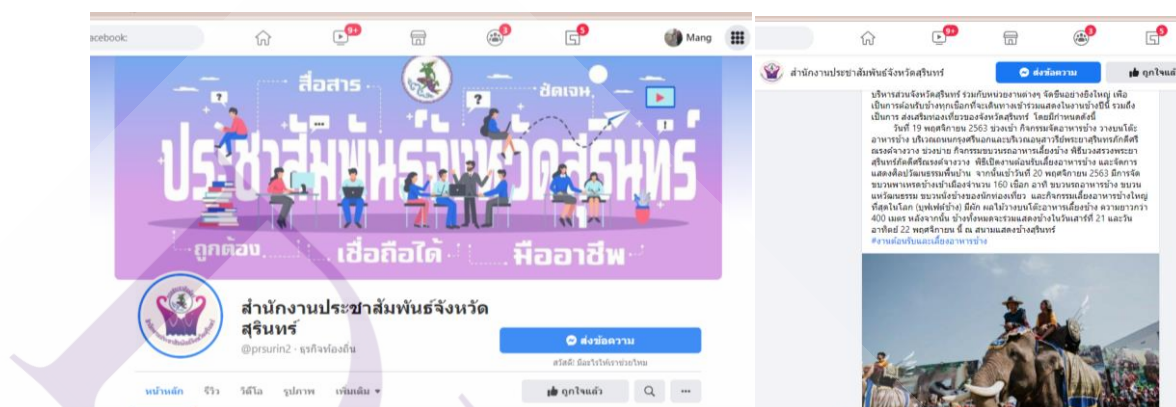 acebook:
9+
3
5
Mang
สื่อสาร
ชัดเจน
ประชาสัมพันธ์จังหวัดสุรินทร์
ถูกต้อง
เชื่อถือได้
มืออาชีพ
สำนักงานประชาสัมพันธ์จังหวัด
สุรินทร์
@prsurin2 · ธุรกิจท้องถิ่น
ส่งข้อความ
สวัสดี! มีอะไรให้เราช่วยไหม
หน้าหลัก รีวิว วิดีโอ รูปภาพ เพิ่มเติม
ถูกใจแล้ว
9+
3
5
สำนักงานประชาสัมพันธ์จังหวัดสุรินทร์
ส่งข้อความ
ถูกใจแล้ว
บริหารส่วนจังหวัดสุรินทร์ ร่วมกับหน่วยงานต่างๆ จัดขึ้นอย่างยิ่งใหญ่ เพื่อ
เป็นการต้อนรับช้างทุกเชือกที่จะเดินทางเข้าร่วมแสดงในงานช้างปีนี้ รวมถึง
เป็นการ ส่งเสริมท่องเที่ยวของจังหวัดสุรินทร์ โดยมีกำหนดดังนี้
วันที่ 19 พฤศจิกายน 2563 ช่วงเช้า กิจกรรมจัดอาหารช้าง วางบนโต๊ะ
อาหารช้าง บริเวณถนนกรุงศรีนอกและบริเวณอนุสาวรีย์พระยาสุรินทรภักดีศรี
ณรงค์จางวาง ช่วงบ่าย กิจกรรมขบวนรถอาหารเลี้ยงช้าง พิธีบวงสรวงพระยา
สุรินทร์ภักดีศรีณรงค์จางวาง พิธีเปิดงานต้อนรับเลี้ยงอาหารช้าง และจัดการ
แสดงศิลปวัฒนธรรมพื้นบ้าน จากนั้นเช้าวันที่ 20 พฤศจิกายน 2563 มีการจัด
ขบวนพาเหรดช้างเข้าเมืองจำนวน 160 เชือก อาทิ ขบวนรถอาหารช้าง ขบวน
แห่วัฒนธรรม ขบวนนั่งช้างของนักท่องเที่ยว และกิจกรรมเลี้ยงอาหารช้างใหญ่
ที่สุดในโลก (บุฟเฟ่ต์ช้าง) มีผัก ผลไม้วางบนโต๊ะอาหารเลี้ยงช้าง ความยาวกว่า
400 เมตร หลังจากนั้น ช้างทั้งหมดจะร่วมแสดงช้างในวันเสาร์ที่ 21 และวัน
อาทิตย์ 22 พฤศจิกายน นี้ ณ สนามแสดงช้างสุรินทร์
#งานต้อนรับและเลี้ยงอาหารช้าง